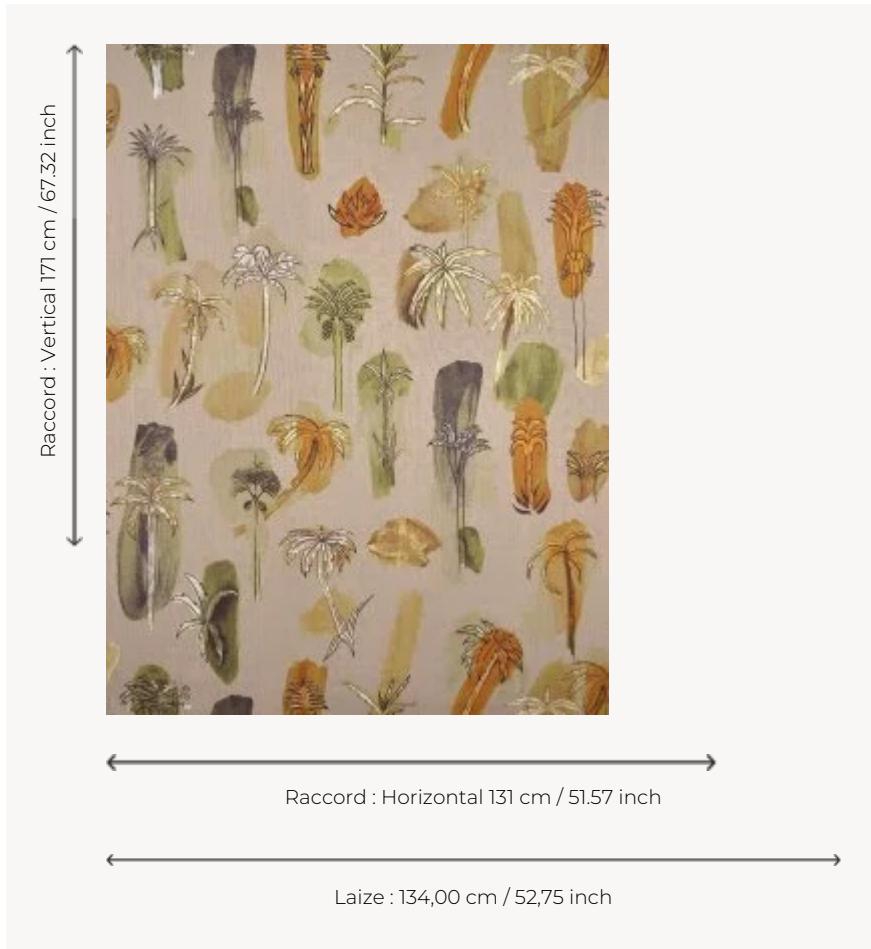 Raccord : Vertical 171 cm / 67.32 inch
Raccord : Horizontal 131 cm / 51.57 inch
Laize : 134,00 cm / 52,75 inch